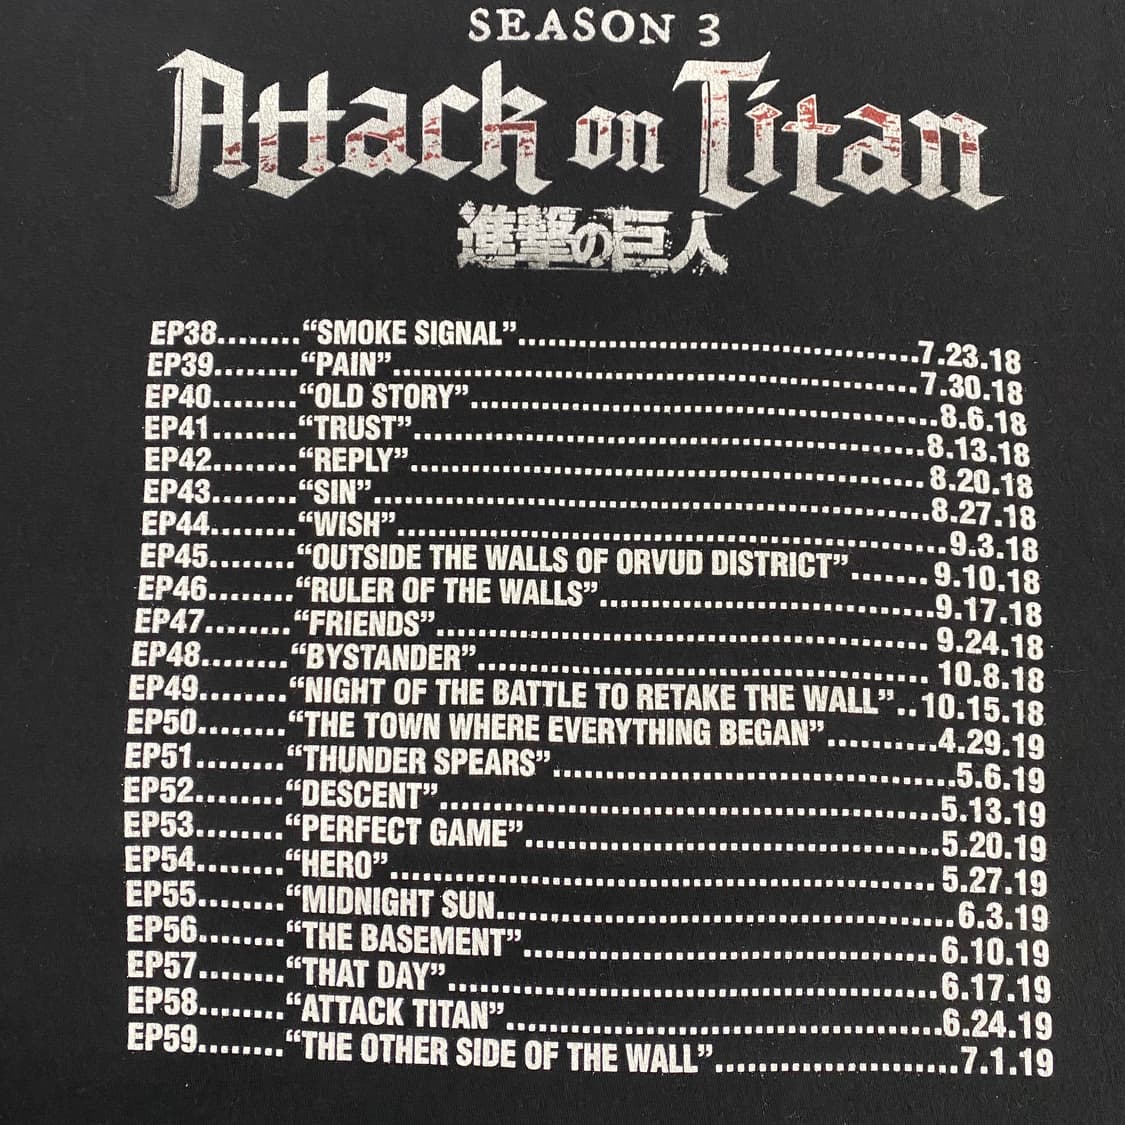 SEASON 3
Attack on Titan
進撃の巨人
EP38........“SMOKE SIGNAL”................................................7.23.18
EP39........“PAIN”................................................................7.30.18
EP40........“OLD STORY”........................................................8.6.18
EP41........“TRUST”.............................................................8.13.18
EP42........“REPLY”.............................................................8.20.18
EP43........“SIN”..................................................................8.27.18
EP44........“WISH”.................................................................9.3.18
EP45........“OUTSIDE THE WALLS OF ORVUD DISTRICT”........9.10.18
EP46........“RULER OF THE WALLS”........................................9.17.18
EP47........“FRIENDS”...........................................................9.24.18
EP48........“BYSTANDER”......................................................10.8.18
EP49........“NIGHT OF THE BATTLE TO RETAKE THE WALL”..10.15.18
EP50........“THE TOWN WHERE EVERYTHING BEGAN”..........4.29.19
EP51........“THUNDER SPEARS”................................................5.6.19
EP52........“DESCENT”...........................................................5.13.19
EP53........“PERFECT GAME”..................................................5.20.19
EP54........“HERO”.................................................................5.27.19
EP55........“MIDNIGHT SUN......................................................6.3.19
EP56........“THE BASEMENT”..................................................6.10.19
EP57........“THAT DAY”..........................................................6.17.19
EP58........“ATTACK TITAN”....................................................6.24.19
EP59........“THE OTHER SIDE OF THE WALL”.............................7.1.19